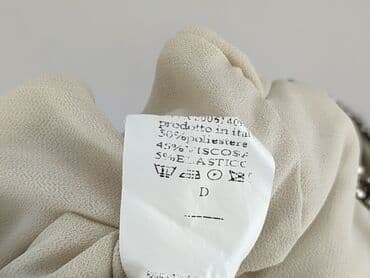 prodotto in ital
50%poliestere
45%VISCOSA
5%ELASTICO
D